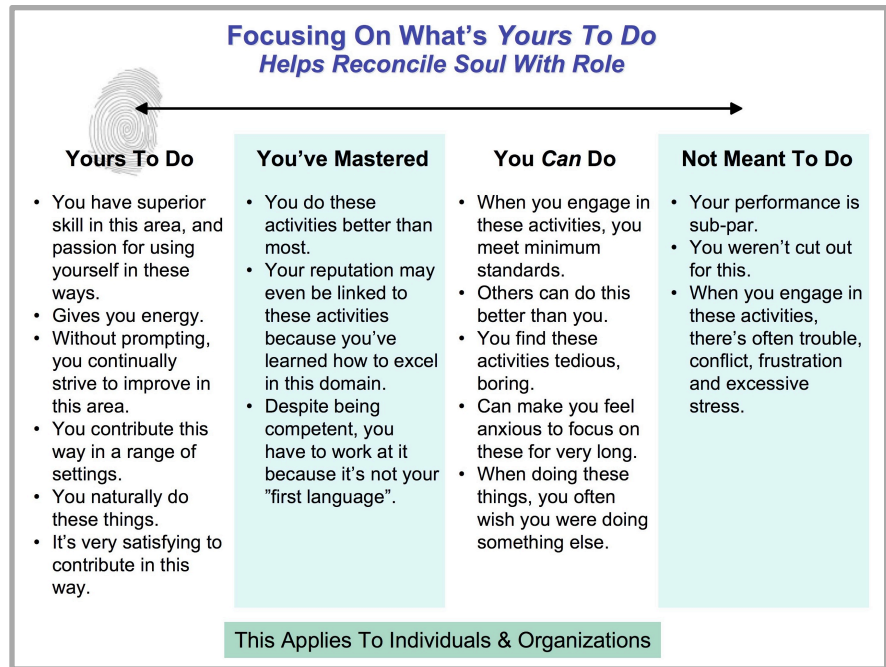 Focusing On What's Yours To Do
Helps Reconcile Soul With Role
Yours To Do
• You have superior
skill in this area, and
passion for using
yourself in these
ways.
• Gives you energy.
• Without prompting,
you continually
strive to improve in
this area.
• You contribute this
way in a range of
settings.
• You naturally do
these things.
• It's very satisfying to
contribute in this
way.
You've Mastered
• You do these
activities better than
most.
• Your reputation may
even be linked to
these activities
because you've
learned how to excel
in this domain.
• Despite being
competent, you
have to work at it
because it's not your
”first language”.
You Can Do
• When you engage in
these activities, you
meet minimum
standards.
• Others can do this
better than you.
• You find these
activities tedious,
boring.
• Can make you feel
anxious to focus on
these for very long.
• When doing these
things, you often
wish you were doing
something else.
Not Meant To Do
• Your performance is
sub-par.
• You weren't cut out
for this.
• When you engage in
these activities,
there's often trouble,
conflict, frustration
and excessive
stress.
This Applies To Individuals & Organizations